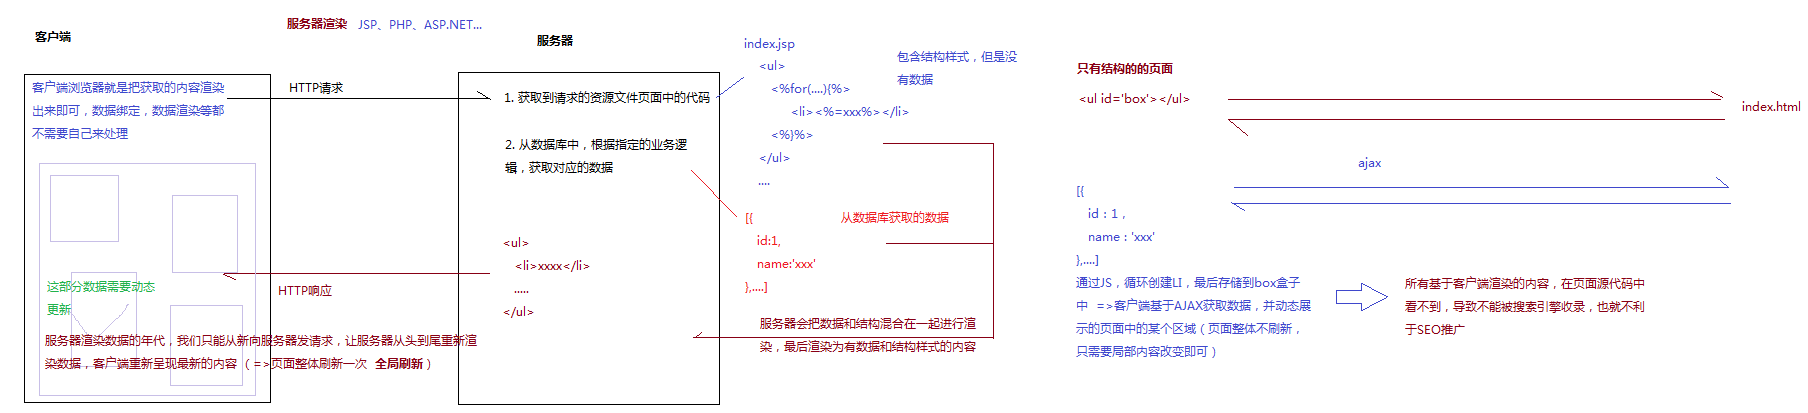 服务器渲染 JSP、PHP、ASP.NET...
客户端
服务器
客户端浏览器就是把获取的内容渲染
出来即可，数据绑定，数据渲染等都
不需要自己来处理
HTTP请求
1. 获取到请求的资源文件页面中的代码
2. 从数据库中，根据指定的业务逻
辑，获取对应的数据
index.jsp
<ul>
<%for(....){%>
<li><%=xxx%></li>
<%}%>
</ul>
....
包含结构样式，但是没
有数据
[{
id:1,
name:'xxx'
},....]
从数据库获取的数据
<ul>
<li>xxxx</li>
.....
</ul>
HTTP响应
这部分数据需要动态
更新
服务器渲染数据的年代，我们只能从新向服务器发请求，让服务器从头到尾重新渲
染数据，客户端重新呈现最新的内容（=>页面整体刷新一次 全局刷新）
服务器会把数据和结构混合在一起进行渲
染，最后渲染为有数据和结构样式的内容
只有结构的的页面
<ul id='box'></ul>
index.html
ajax
[{
id：1，
name：'xxx'
},....]
通过JS，循环创建LI，最后存储到box盒子
中 =>客户端基于AJAX获取数据，并动态展
示的页面中的某个区域（页面整体不刷新，
只需要局部内容改变即可）
所有基于客户端渲染的内容，在页面源代码中
看不到，导致不能被搜索引擎收录，也就不利
于SEO推广